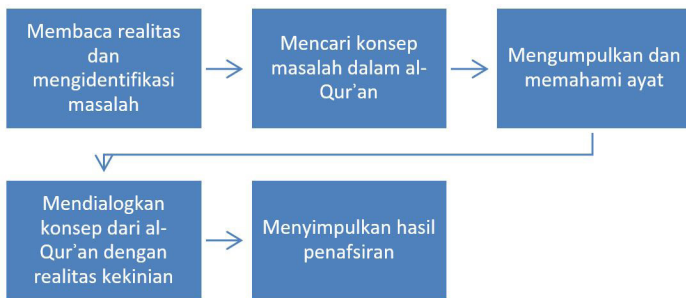 Membaca realitas
dan
mengidentifikasi
masalah
Mencari konsep
masalah dalam al-
Qur’an
Mengumpulkan dan
memahami ayat
Mendialogkan
konsep dari al-
Qur’an dengan
realitas kekinian
Menyimpulkan hasil
penafsiran